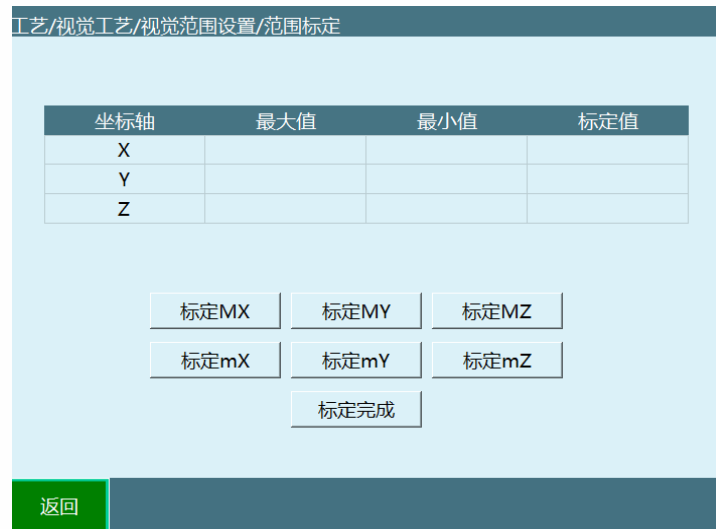 工艺/视觉工艺/视觉范围设置/范围标定
坐标轴 最大值 最小值 标定值
X
Y
Z
标定MX 标定MY 标定MZ
标定mX 标定mY 标定mZ
标定完成
返回